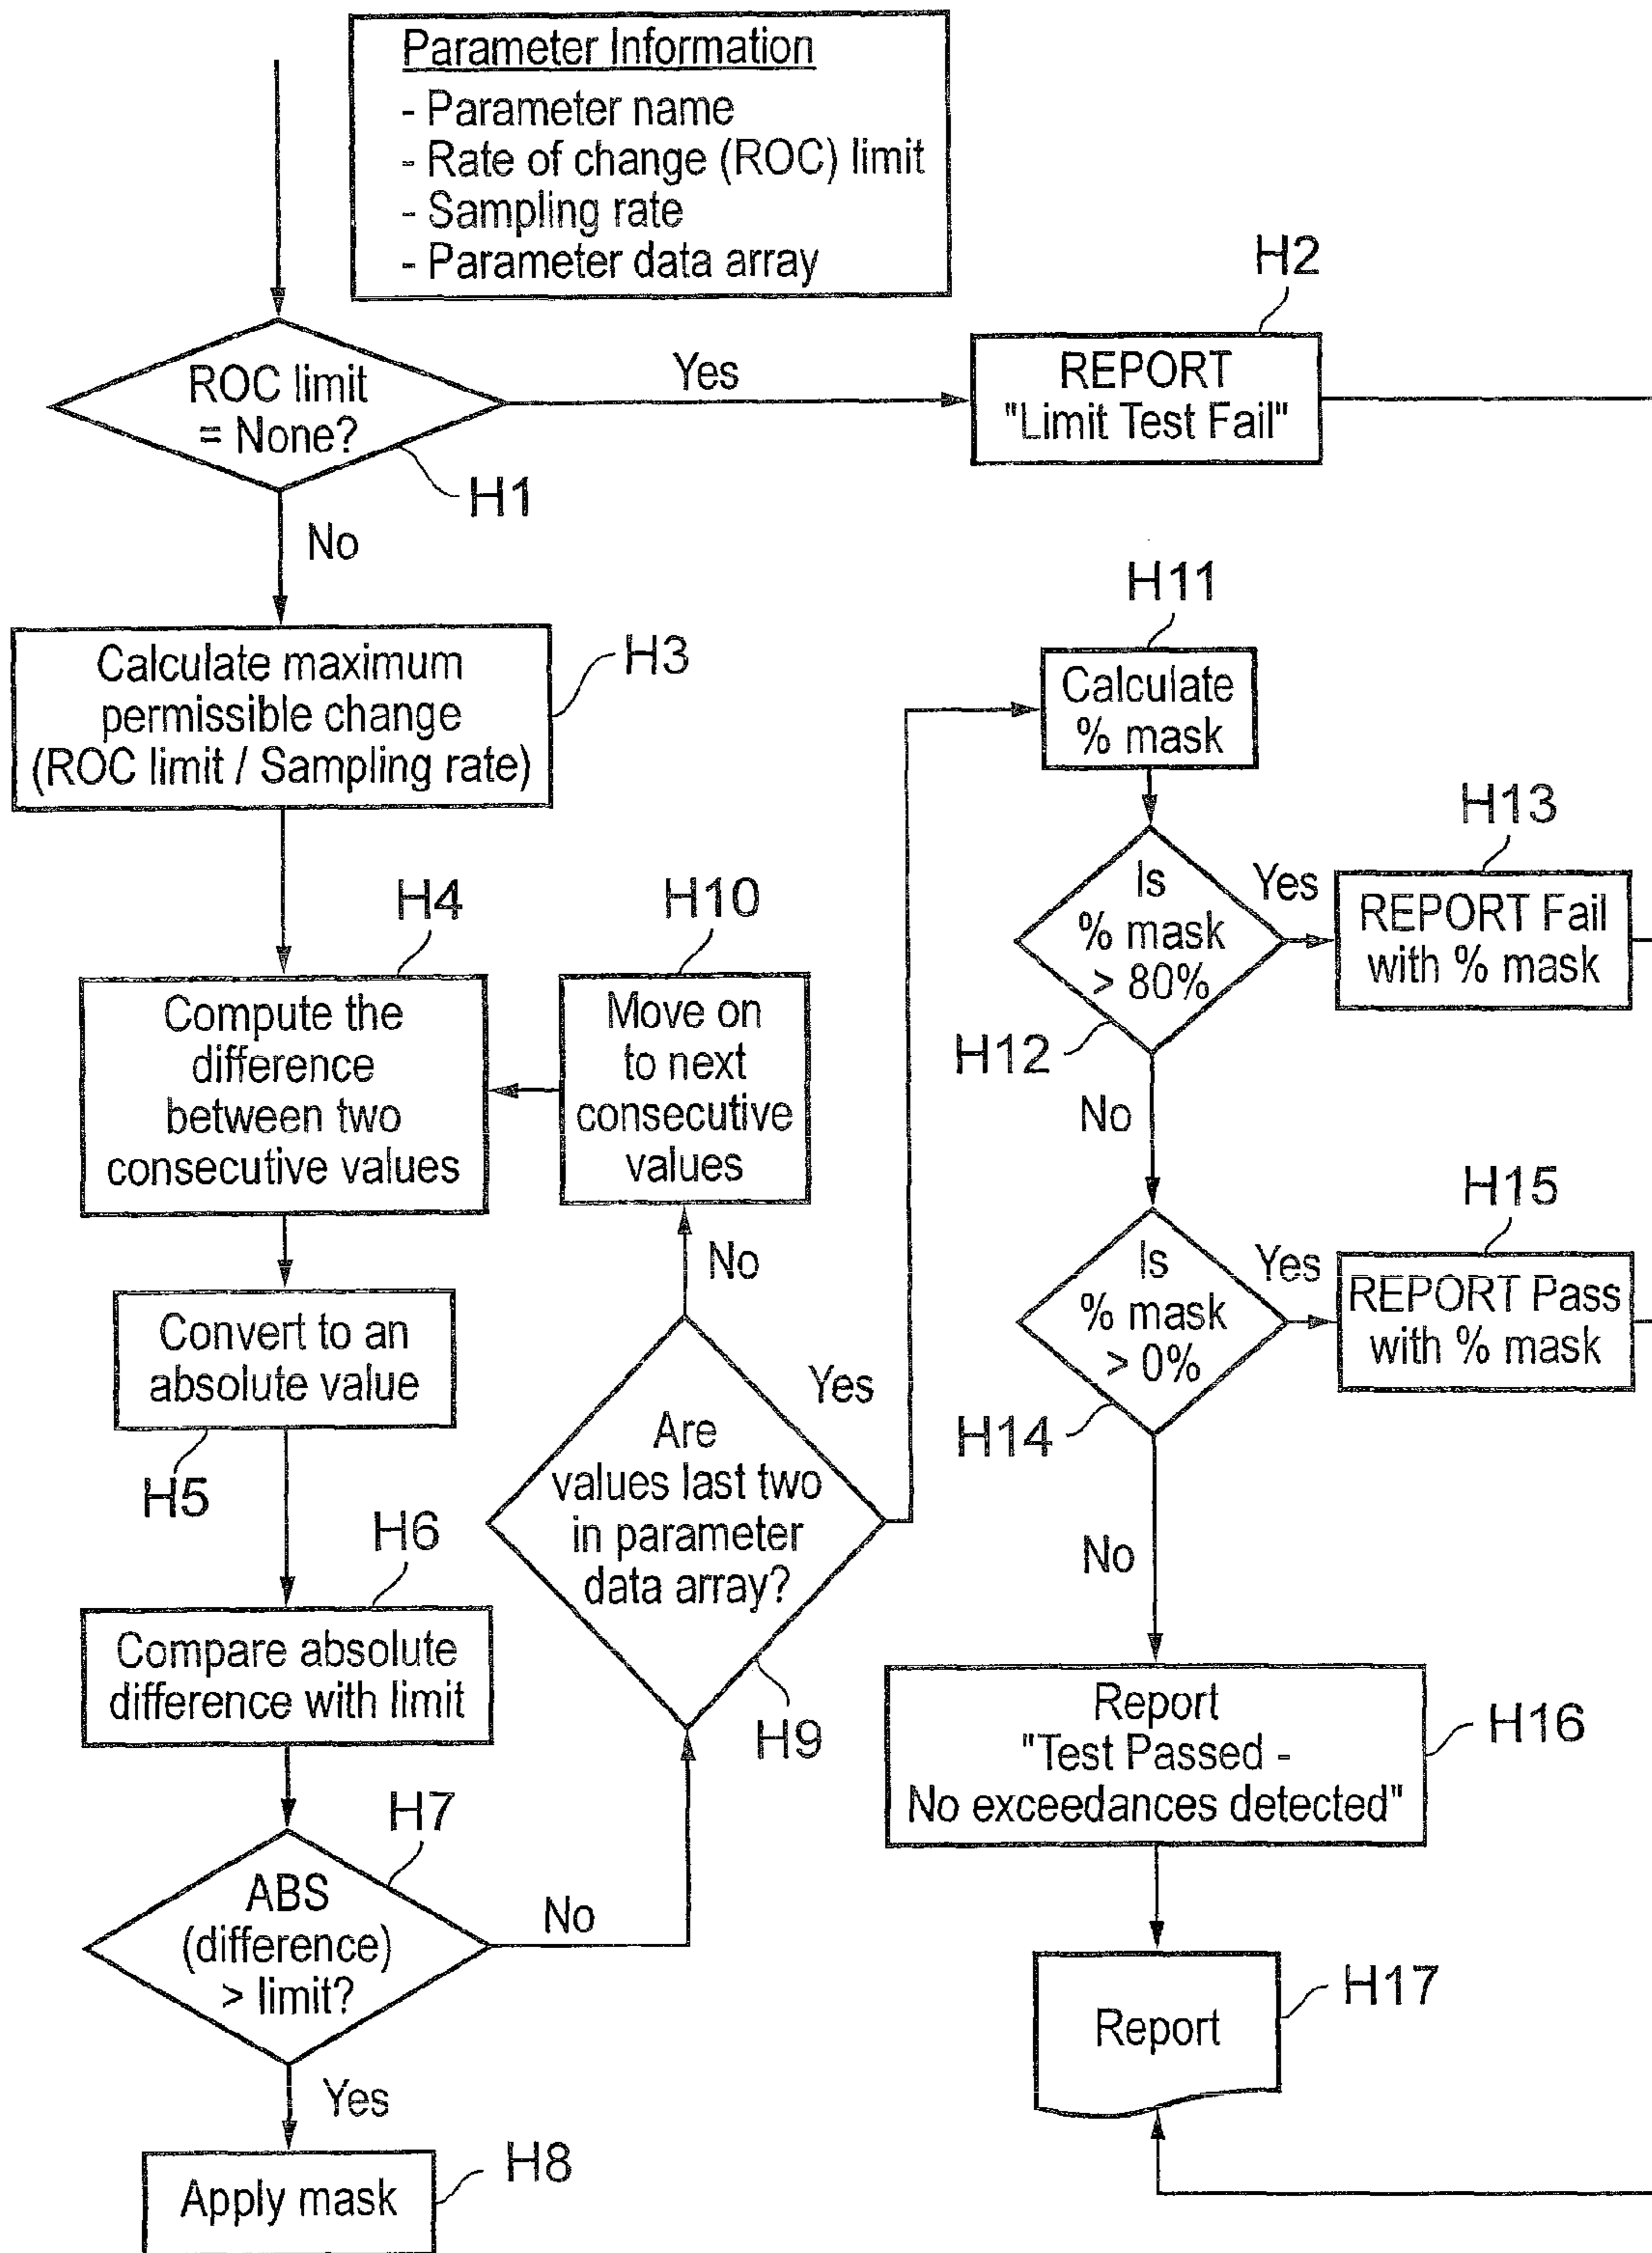 Parameter Information
- Parameter name
- Rate of change (ROC) limit
- Sampling rate
- Parameter data array
ROC limit
= None?
H1
Yes
No
H2
REPORT
"Limit Test Fail"
H3
Calculate maximum
permissible change
(ROC limit / Sampling rate)
H4
Compute the
difference
between two
consecutive values
H5
Convert to an
absolute value
H6
Compare absolute
difference with limit
H7
ABS
(difference)
> limit?
No
Yes
H8
Apply mask
H9
Are
values last two
in parameter
data array?
No
Yes
H10
Move on
to next
consecutive
values
H11
Calculate
% mask
H12
Is
% mask
> 80%
Yes
No
H13
REPORT Fail
with % mask
H14
Is
% mask
> 0%
Yes
No
H15
REPORT Pass
with % mask
H16
Report
"Test Passed -
No exceedances detected"
H17
Report